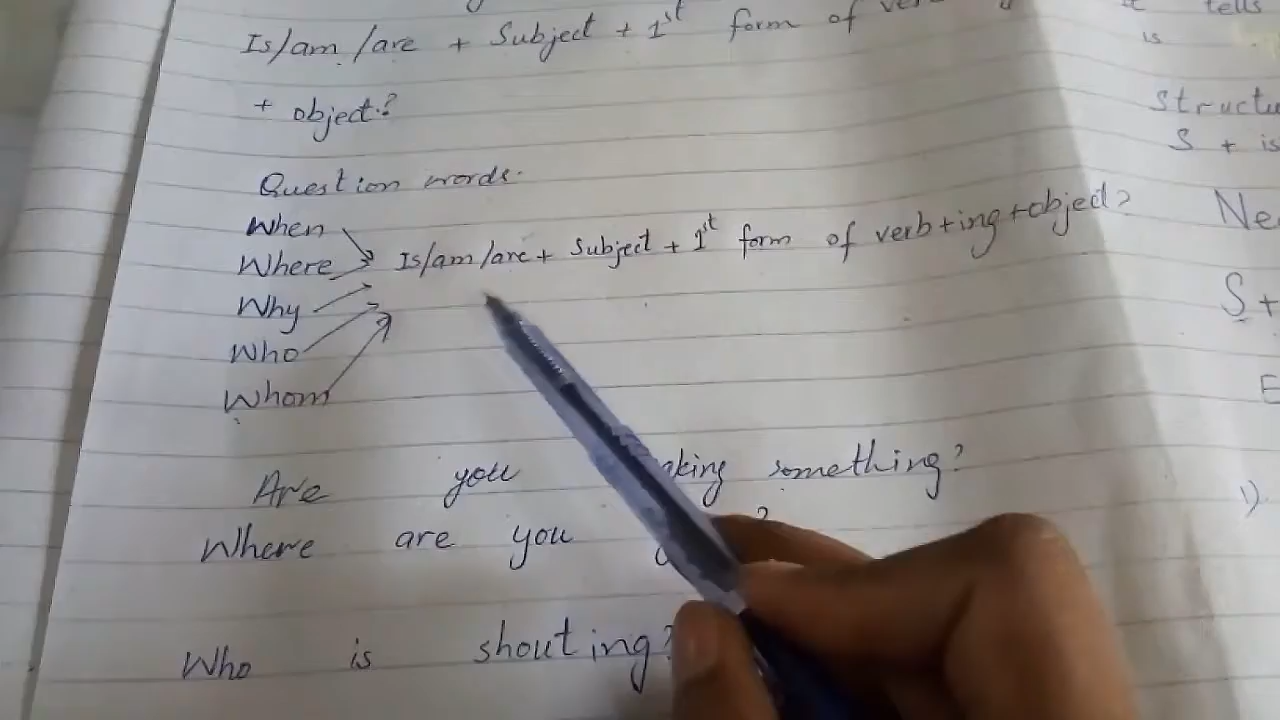 Is/am/are + Subject + 1st form of
+ object?
Question words.
When
Where
Why
Who
Whom
Is/am/are + Subject + 1st form of verb+ing+object?
Are you something?
Where are you
Who is shouting?
tells
is
S + is
S +
1)